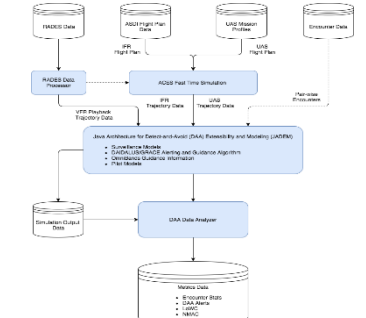 RADES Data
ASDI Flight Plan
Data
UAS Mission
Profiles
Encounter Data
IFR
Flight Plan
UAS
Flight Plan
RADES Data
Processor
ACES Fast Time Simulation
VFR Playback
Trajectory Data
IFR
Trajectory Data
UAS
Trajectory Data
Pair-wise
Encounters
Java Architecture for Detect-and-Avoid (DAA) Extensibility and Modeling (JADEM)
• Surveillance Models
• DAIDALUS/GRACE Alerting and Guidance Algorithm
• Omnibands Guidance Information
• Pilot Models
Simulation Output
Data
DAA Data Analyzer
Metrics Data
• Encounter Stats
• DAA Alerts
• LoWC
• NMAC